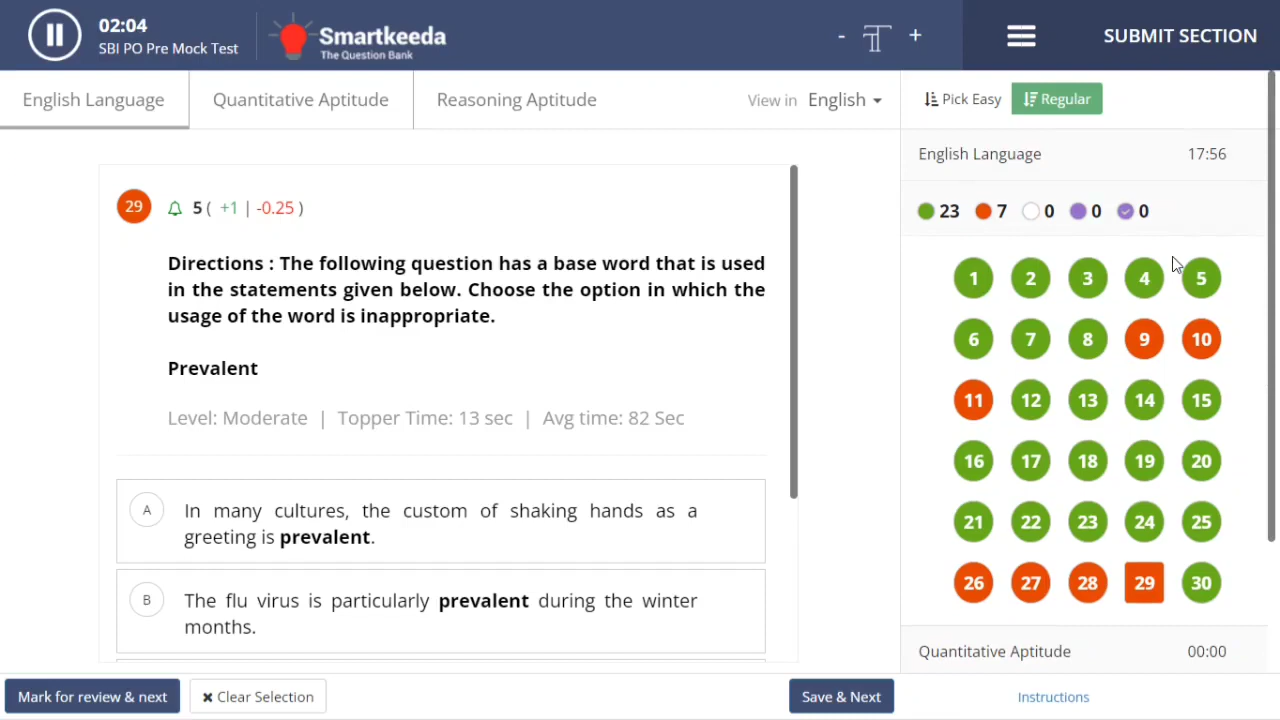 02:04
SBI PO Pre Mock Test
Smartkeeda
The Question Bank
- T +
SUBMIT SECTION
English Language
Quantitative Aptitude
Reasoning Aptitude
View in English
Pick Easy
Regular
English Language 17:56
23 7 0 0 0
29 5 ( +1 | -0.25 )
Directions : The following question has a base word that is used
in the statements given below. Choose the option in which the
usage of the word is inappropriate.
Prevalent
Level: Moderate | Topper Time: 13 sec | Avg time: 82 Sec
A In many cultures, the custom of shaking hands as a
greeting is prevalent.
B The flu virus is particularly prevalent during the winter
months.
1 2 3 4 5
6 7 8 9 10
11 12 13 14 15
16 17 18 19 20
21 22 23 24 25
26 27 28 29 30
Quantitative Aptitude 00:00
Mark for review & next
Clear Selection
Save & Next
Instructions